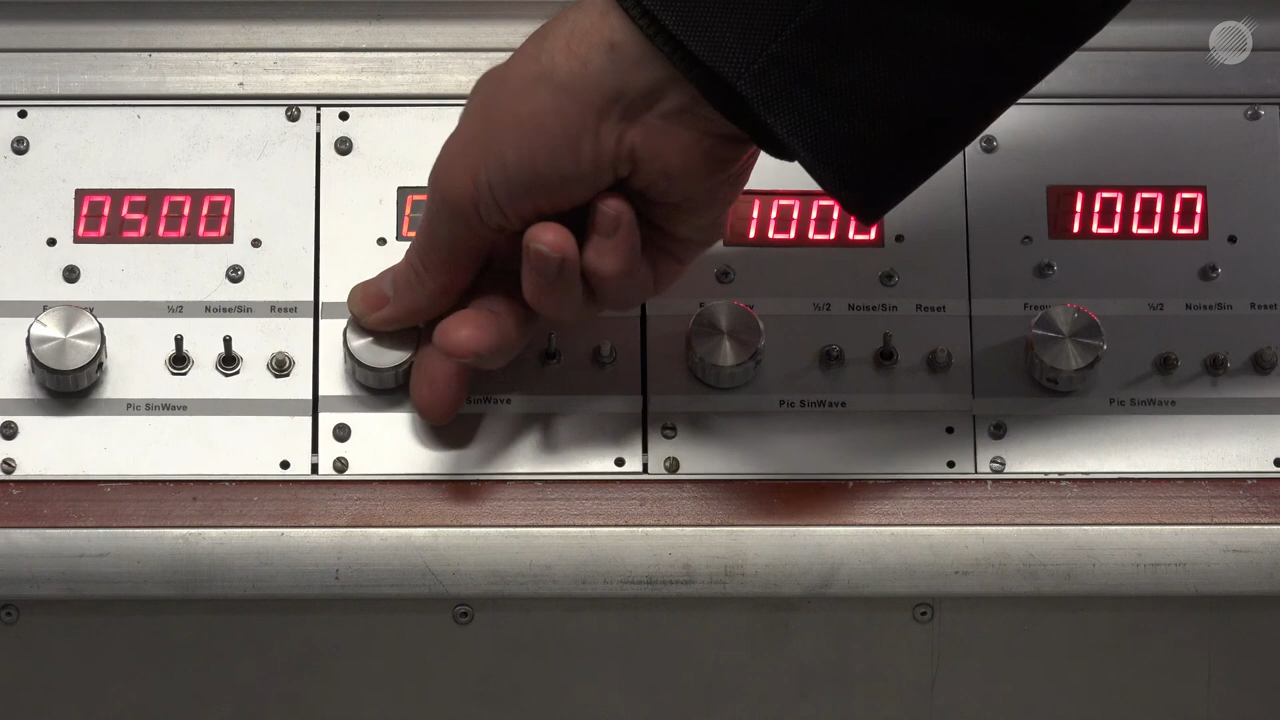 0500
1000
1000
½/2 Noise/Sin Reset
½/2 Noise/Sin Reset
½/2 Noise/Sin Reset
Pic SinWave
SinWave
Pic SinWave
Pic SinWave